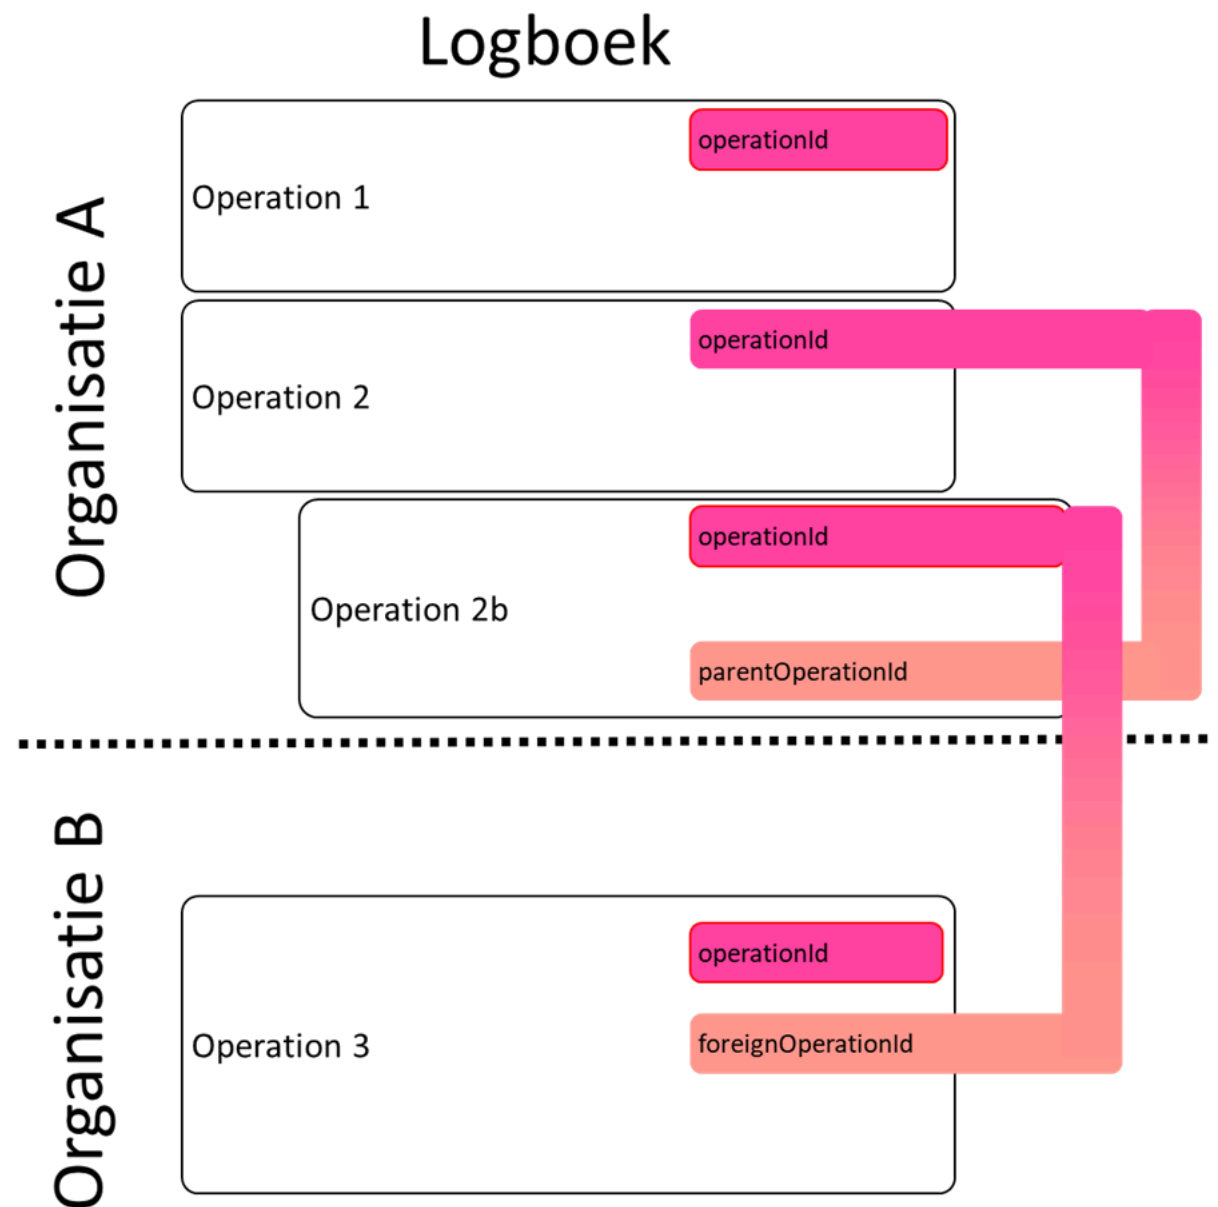 Logboek
Organisatie A
operationId
Operation 1
operationId
Operation 2
operationId
Operation 2b
parentOperationId
Organisatie B
operationId
Operation 3
foreignOperationId